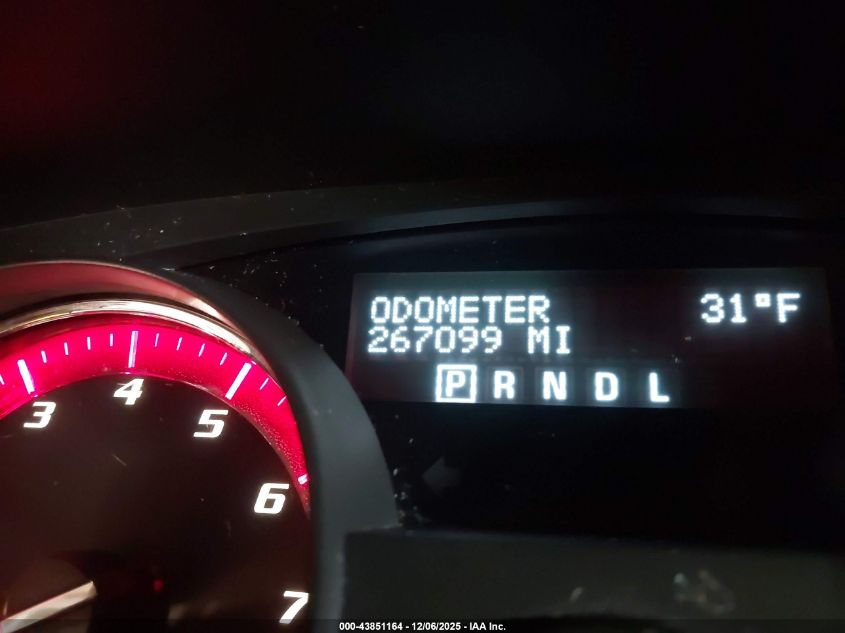 ODOMETER 31°F
267099 MI
P R N D L
3 4 5 6 7
000-43851164 - 12/06/2025 - IAA Inc.